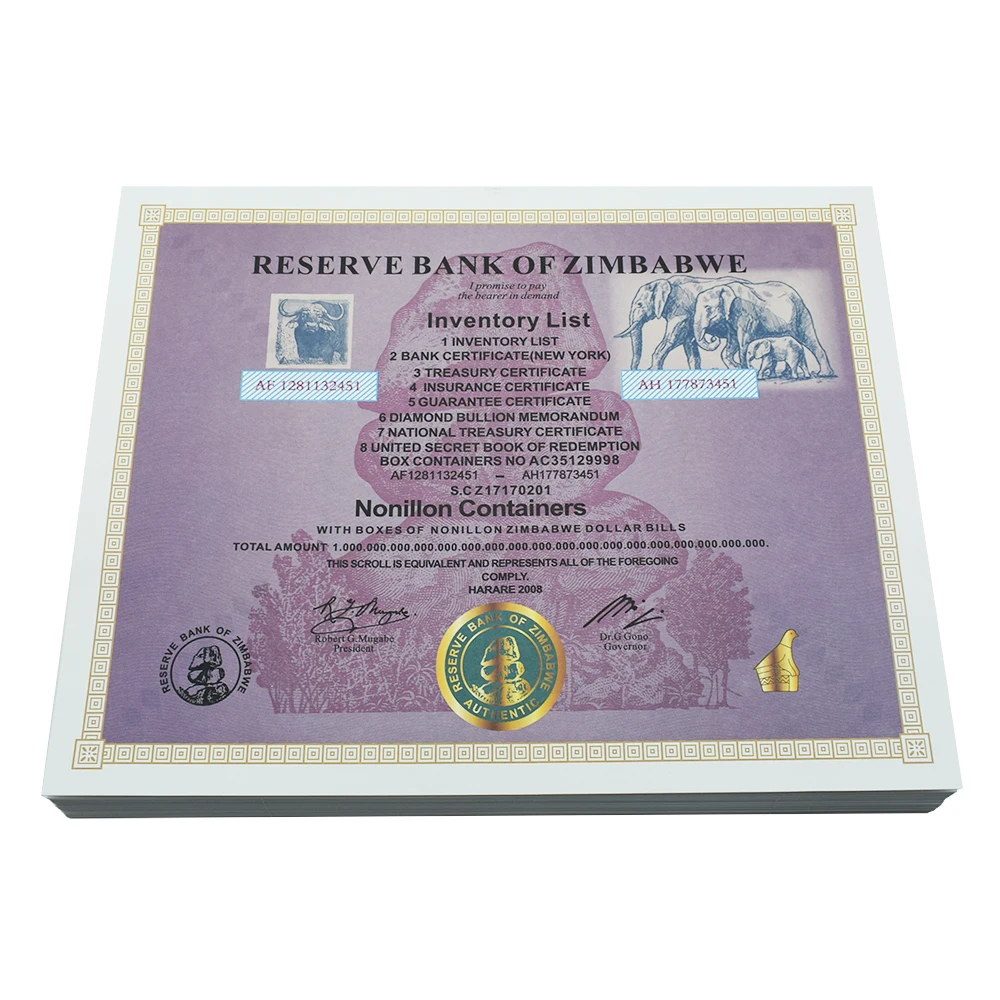 RESERVE BANK OF ZIMBABWE
I promise to pay
the bearer in demand
Inventory List
1 INVENTORY LIST
2 BANK CERTIFICATE(NEW YORK)
3 TREASURY CERTIFICATE
AF 1281132451
4 INSURANCE CERTIFICATE
AH 177873451
5 GUARANTEE CERTIFICATE
6 DIAMOND BULLION MEMORANDUM
7 NATIONAL TREASURY CERTIFICATE
8 UNITED SECRET BOOK OF REDEMPTION
BOX CONTAINERS NO AC35129998
AF1281132451 – AH177873451
S.C Z17170201
Nonillon Containers
WITH BOXES OF NONILLON ZIMBABWE DOLLAR BILLS
TOTAL AMOUNT 1.000.000.000.000.000.000.000.000.000.000.000.000.000.000.000.000.000.000.000.
THIS SCROLL IS EQUIVALENT AND REPRESENTS ALL OF THE FOREGOING
COMPLY.
HARARE 2008
R. G. Mugabe.
Robert G.Mugabe
President
Dr.G Gono
Governor
RESERVE BANK OF ZIMBABWE
RESERVE BANK OF ZIMBABWE
AUTHENTIC